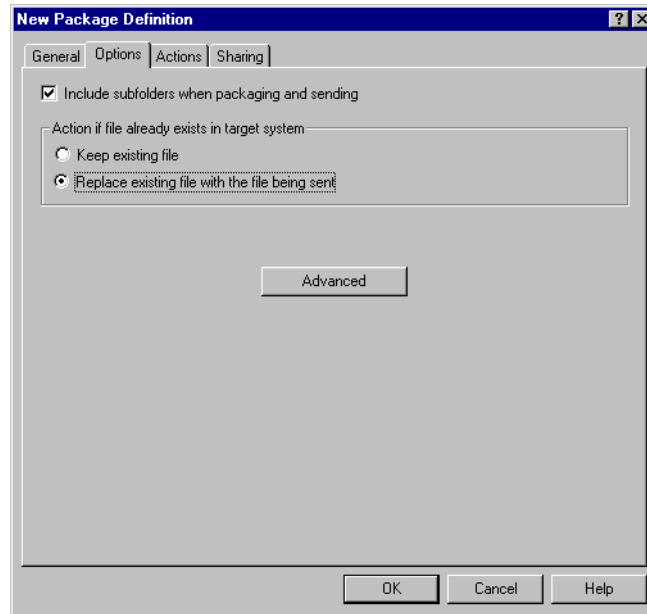 New Package Definition
General Options Actions Sharing
Include subfolders when packaging and sending
Action if file already exists in target system
Keep existing file
Replace existing file with the file being sent
Advanced
OK Cancel Help